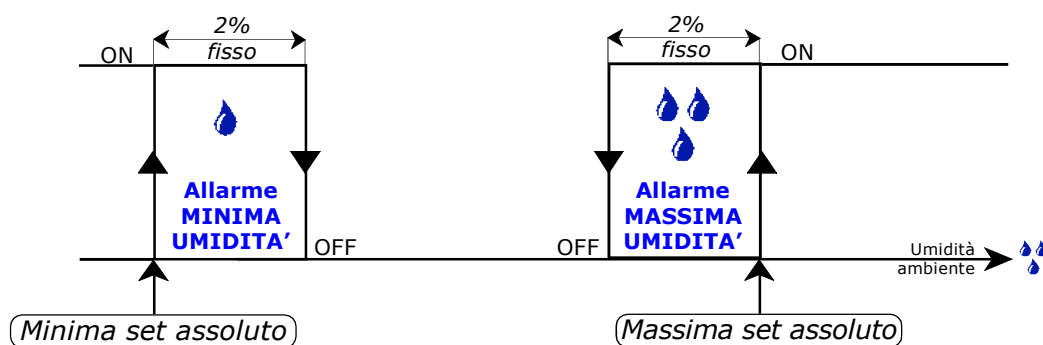 2%
fisso
ON
Allarme
MINIMA
UMIDITA’
OFF
Minima set assoluto
2%
fisso
ON
Allarme
MASSIMA
UMIDITA’
OFF
Massima set assoluto
Umidità
ambiente